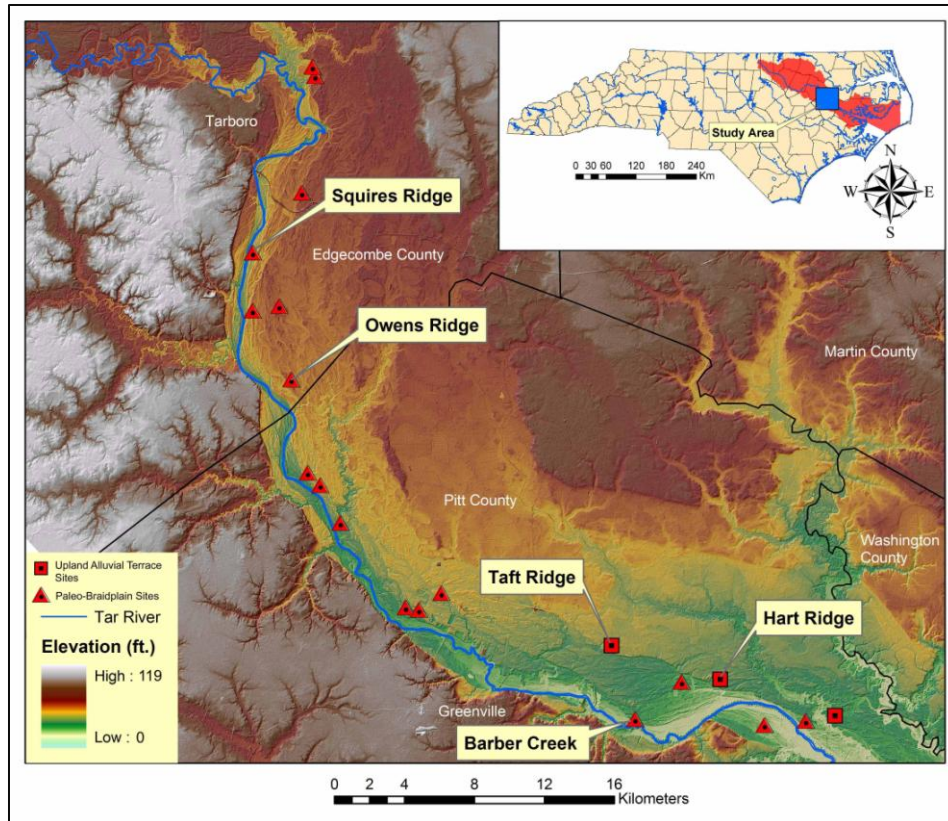 Study Area
0 30 60 120 180 240
Km
N
W E
S
Tarboro
Squires Ridge
Edgecombe County
Owens Ridge
Martin County
Pitt County
Washington
County
Upland Alluvial Terrace
Sites
Paleo-Braidplain Sites
Tar River
Elevation (ft.)
High : 119
Low : 0
Taft Ridge
Hart Ridge
Greenville
Barber Creek
0 2 4 8 12 16
Kilometers